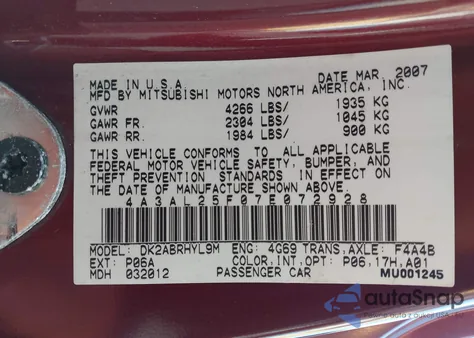 MADE IN U.S.A. DATE MAR 2007
MFD BY MITSUBISHI MOTORS NORTH AMERICA, INC.
GVWR 4266 LBS/ 1935 KG
GAWR FR. 2304 LBS/ 1045 KG
GAWR RR. 1984 LBS/ 900 KG
THIS VEHICLE CONFORMS TO ALL APPLICABLE
FEDERAL MOTOR VEHICLE SAFETY, BUMPER, AND
THEFT PREVENTION STANDARDS IN EFFECT ON
THE DATE OF MANUFACTURE SHOWN ABOVE.
4A3AL25F07E072928
MODEL: DK2ABRHYL9M ENG: 4G69 TRANS,AXLE: F4A4B
EXT: P06A COLOR,INT,OPT: P06,17H,A01
MDH 032012 PASSENGER CAR MU001245
autoSnap